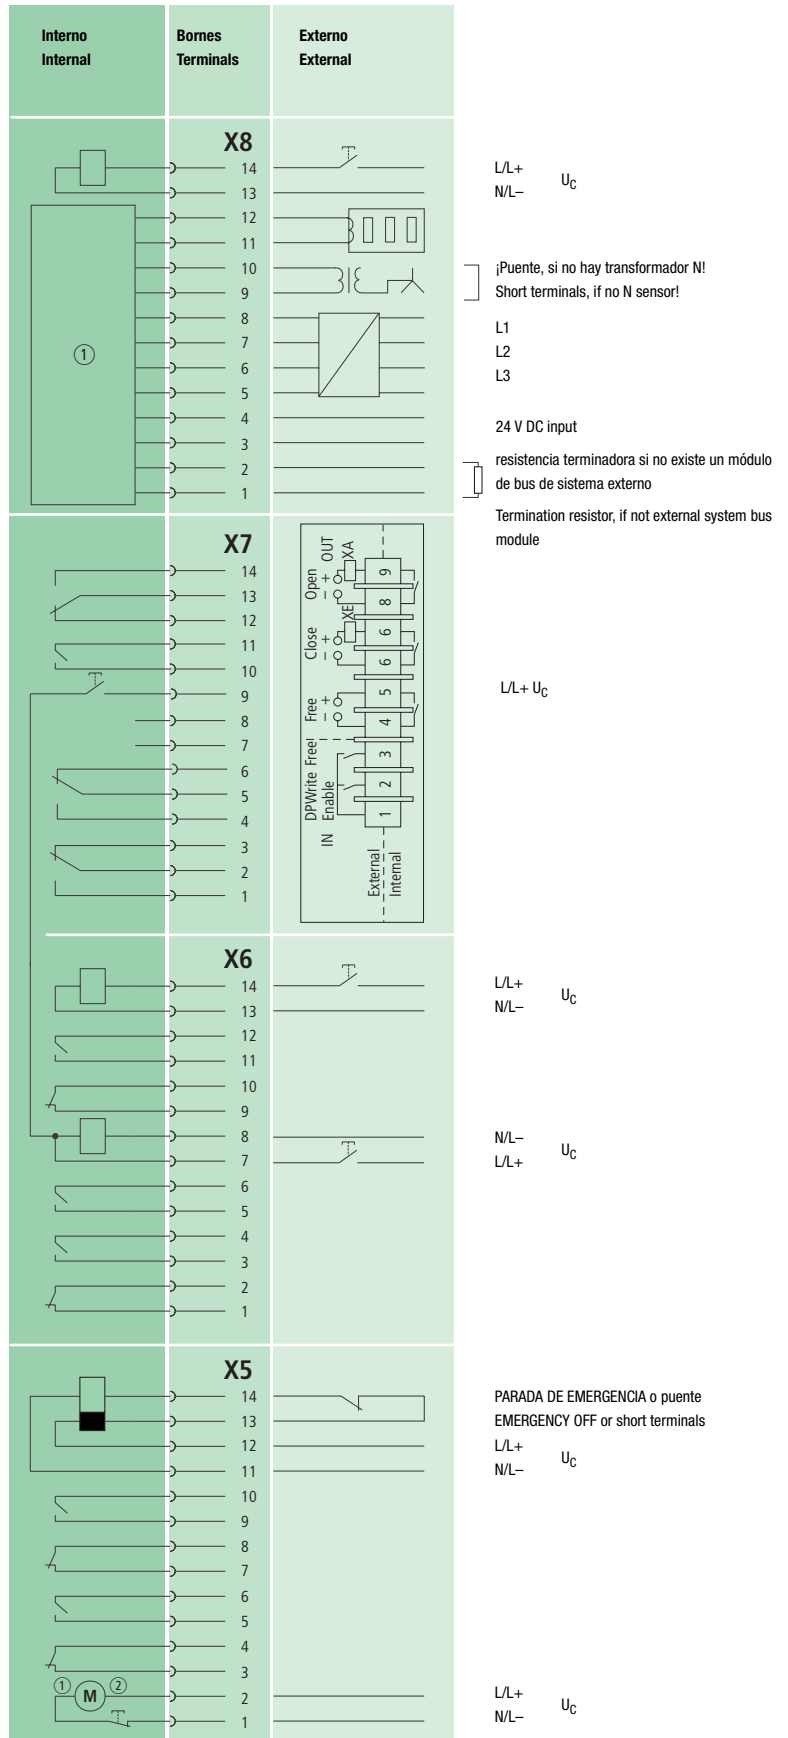 Interno
Internal
Bornes
Terminals
Externo
External
X8
14
L/L+
N/L–
U_C
13
12
11
10
¡Puente, si no hay transformador N!
9
Short terminals, if no N sensor!
8
L1
7
L2
6
L3
5
①
4
24 V DC input
3
2
resistencia terminadora si no existe un módulo
de bus de sistema externo
1
Termination resistor, if not external system bus
module
X7
14
13
12
11
10
9
8
7
6
5
4
3
2
1
OUT
XA
Open
– +
XE
Close
– +
Free
– +
Free
DPWrite
Enable
IN
9
8
6
6
5
4
3
2
1
External
Internal
L/L+ U_C
X6
14
L/L+
13
N/L–
U_C
12
11
10
9
8
N/L–
7
L/L+
U_C
6
5
4
3
2
1
X5
14
PARADA DE EMERGENCIA o puente
13
EMERGENCY OFF or short terminals
12
L/L+
11
N/L–
U_C
10
9
8
7
6
5
4
3
① M ②
2
L/L+
1
N/L–
U_C